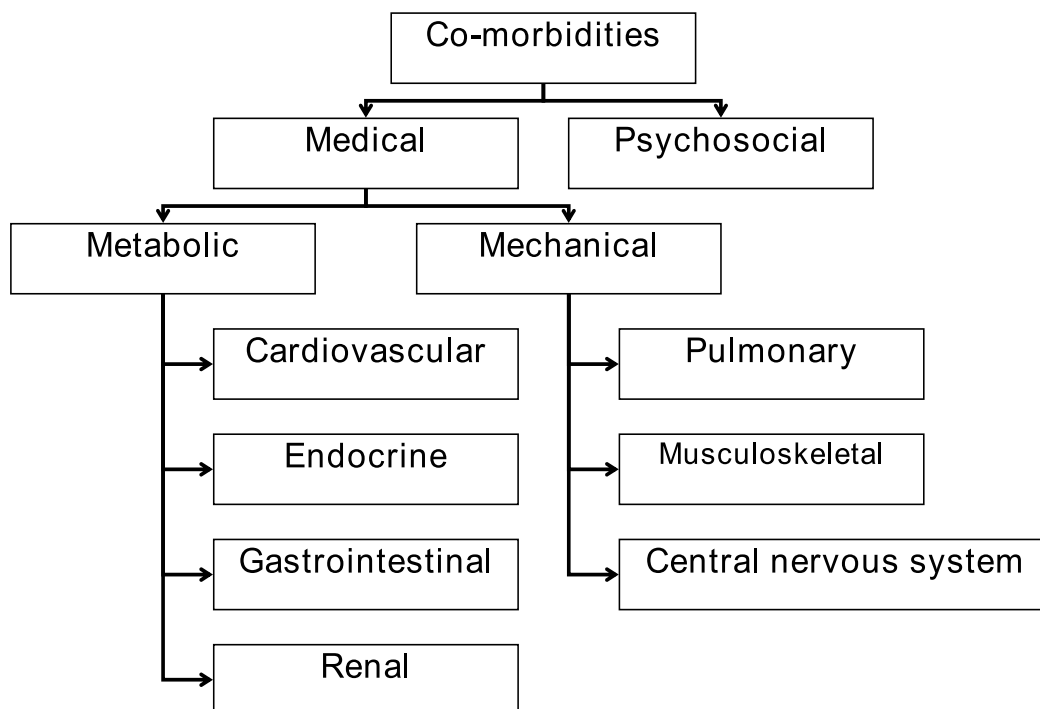 Co-morbidities
Medical
Psychosocial
Metabolic
Mechanical
Cardiovascular
Pulmonary
Endocrine
Musculoskeletal
Gastrointestinal
Central nervous system
Renal